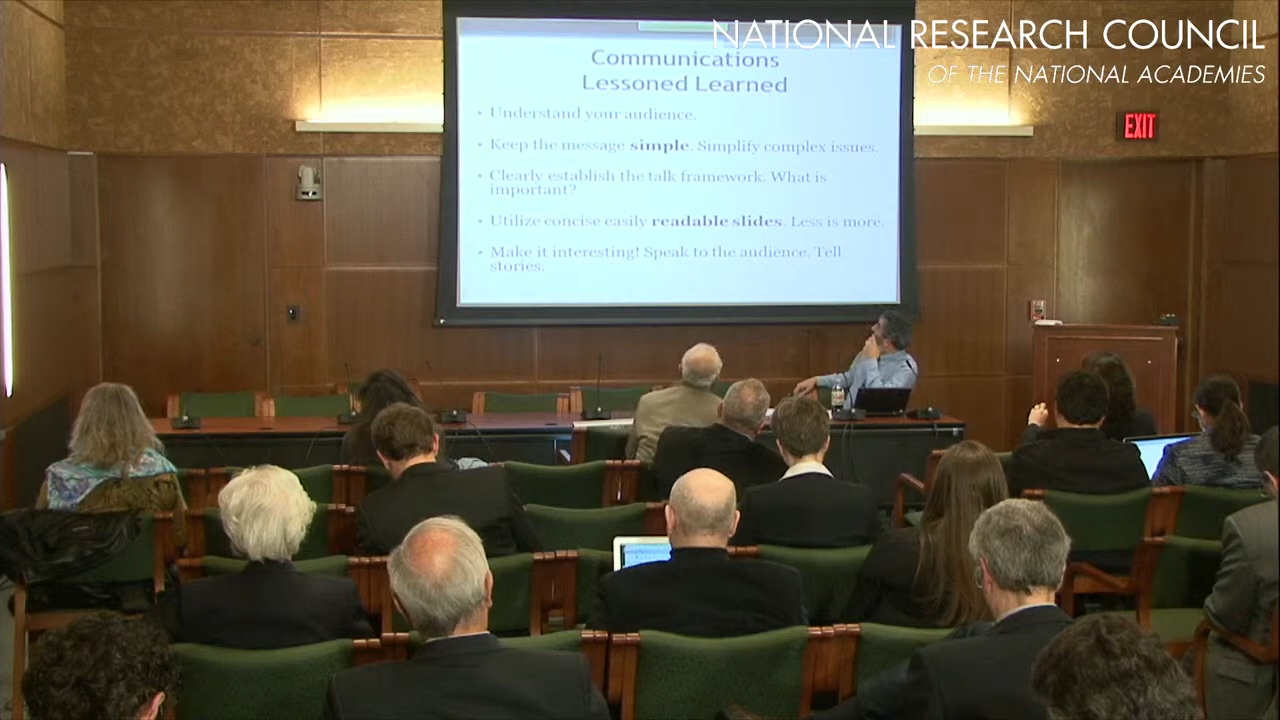 NATIONAL RESEARCH COUNCIL
OF THE NATIONAL ACADEMIES
Communications
Lessoned Learned
• Understand your audience.
• Keep the message simple. Simplify complex issues.
• Clearly establish the talk framework. What is
important?
• Utilize concise easily readable slides. Less is more.
• Make it interesting! Speak to the audience. Tell
stories.
EXIT